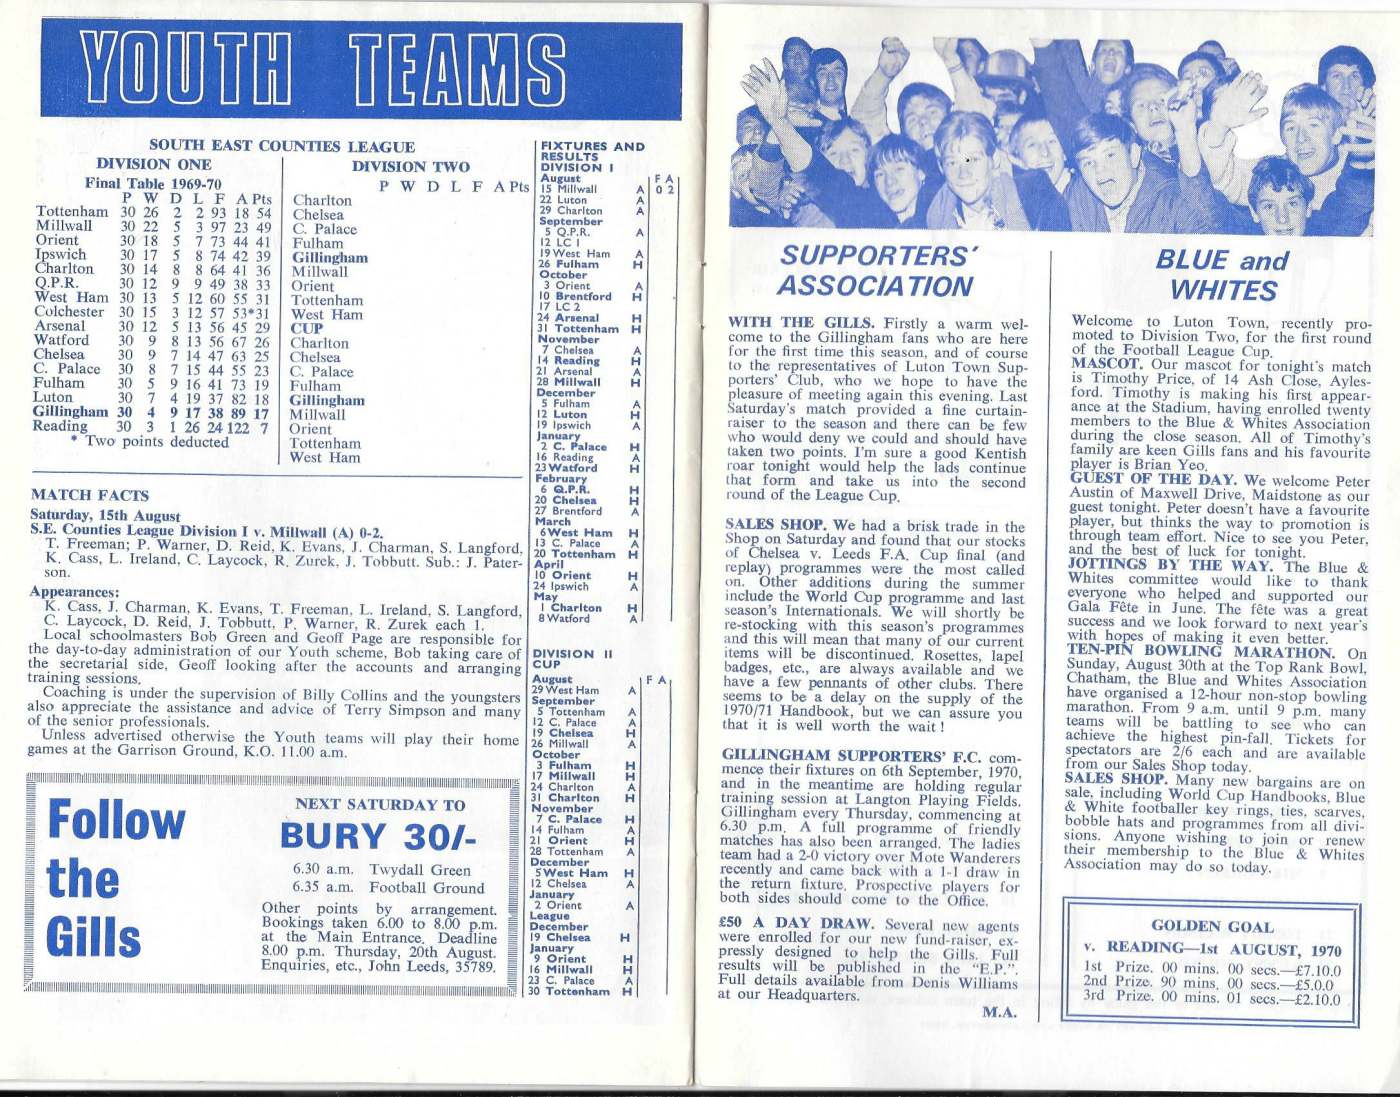 YOUTH TEAMS
SOUTH EAST COUNTIES LEAGUE
DIVISION ONE
Final Table 1969-70
P W D L F A Pts
Tottenham 30 26 2 2 93 18 54
Millwall 30 22 5 3 97 23 49
Orient 30 18 5 7 73 44 41
Ipswich 30 17 5 8 74 42 39
Charlton 30 14 8 8 64 41 36
Q.P.R. 30 12 9 9 49 38 33
West Ham 30 13 5 12 60 55 31
Colchester 30 15 3 12 57 53*31
Arsenal 30 12 5 13 56 45 29
Watford 30 9 8 13 56 67 26
Chelsea 30 9 7 14 47 63 25
C. Palace 30 8 7 15 44 55 23
Fulham 30 5 9 16 41 73 19
Luton 30 7 4 19 37 82 18
Gillingham 30 4 9 17 38 89 17
Reading 30 3 1 26 24 122 7
* Two points deducted
DIVISION TWO
P W D L F A Pts
Charlton
Chelsea
C. Palace
Fulham
Gillingham
Millwall
Orient
Tottenham
West Ham
CUP
Charlton
Chelsea
C. Palace
Fulham
Gillingham
Millwall
Orient
Tottenham
West Ham
MATCH FACTS
Saturday, 15th August
S.E. Counties League Division I v. Millwall (A) 0-2.
T. Freeman; P. Warner, D. Reid, K. Evans, J. Charman, S. Langford,
K. Cass, L. Ireland, C. Laycock, R. Zurek, J. Tobbutt. Sub.: J. Pater-
son.
Appearances:
K. Cass, J. Charman, K. Evans, T. Freeman, L. Ireland, S. Langford,
C. Laycock, D. Reid, J. Tobbutt, P. Warner, R. Zurek each 1.
Local schoolmasters Bob Green and Geoff Page are responsible for
the day-to-day administration of our Youth scheme, Bob taking care of
the secretarial side, Geoff looking after the accounts and arranging
training sessions.
Coaching is under the supervision of Billy Collins and the youngsters
also appreciate the assistance and advice of Terry Simpson and many
of the senior professionals.
Unless advertised otherwise the Youth teams will play their home
games at the Garrison Ground, K.O. 11.00 a.m.
Follow
the
Gills
NEXT SATURDAY TO
BURY 30/-
6.30 a.m. Twydall Green
6.35 a.m. Football Ground
Other points by arrangement.
Bookings taken 6.00 to 8.00 p.m.
at the Main Entrance. Deadline
8.00 p.m. Thursday, 20th August.
Enquiries, etc., John Leeds, 35789.
FIXTURES AND
RESULTS
DIVISION I
August F A
15 Millwall A 0 2
22 Luton A
29 Charlton A
September
5 Q.P.R. A
12 LC 1
19 West Ham A
26 Fulham H
October
3 Orient A
10 Brentford H
17 LC 2
24 Arsenal H
31 Tottenham H
November
7 Chelsea A
14 Reading H
21 Arsenal A
28 Millwall H
December
5 Fulham A
12 Luton H
19 Ipswich A
January
2 C. Palace H
16 Reading A
23 Watford H
February
6 Q.P.R. H
20 Chelsea H
27 Brentford A
March
6 West Ham H
13 C. Palace A
20 Tottenham H
April
10 Orient H
24 Ipswich A
May
1 Charlton H
8 Watford A
DIVISION II
CUP
August F A
29 West Ham A
September
5 Tottenham A
12 C. Palace A
19 Chelsea H
26 Millwall A
October
3 Fulham H
17 Millwall H
24 Charlton A
31 Charlton H
November
7 C. Palace H
14 Fulham A
21 Orient H
28 Tottenham A
December
5 West Ham H
12 Chelsea A
January
2 Orient A
League
December
19 Chelsea H
January
9 Orient H
16 Millwall H
23 C. Palace A
30 Tottenham H
SUPPORTERS'
ASSOCIATION
WITH THE GILLS. Firstly a warm wel-
come to the Gillingham fans who are here
for the first time this season, and of course
to the representatives of Luton Town Sup-
porters' Club, who we hope to have the
pleasure of meeting again this evening. Last
Saturday's match provided a fine curtain-
raiser to the season and there can be few
who would deny we could and should have
taken two points. I'm sure a good Kentish
roar tonight would help the lads continue
that form and take us into the second
round of the League Cup.
SALES SHOP. We had a brisk trade in the
Shop on Saturday and found that our stocks
of Chelsea v. Leeds F.A. Cup final (and
replay) programmes were the most called
on. Other additions during the summer
include the World Cup programme and last
season's Internationals. We will shortly be
re-stocking with this season's programmes
and this will mean that many of our current
items will be discontinued. Rosettes, lapel
badges, etc., are always available and we
have a few pennants of other clubs. There
seems to be a delay on the supply of the
1970/71 Handbook, but we can assure you
that it is well worth the wait!
GILLINGHAM SUPPORTERS' F.C. com-
mence their fixtures on 6th September, 1970,
and in the meantime are holding regular
training session at Langton Playing Fields,
Gillingham every Thursday, commencing at
6.30 p.m. A full programme of friendly
matches has also been arranged. The ladies
team had a 2-0 victory over Mote Wanderers
recently and came back with a 1-1 draw in
the return fixture. Prospective players for
both sides should come to the Office.
£50 A DAY DRAW. Several new agents
were enrolled for our new fund-raiser, ex-
pressly designed to help the Gills. Full
results will be published in the "E.P.".
Full details available from Denis Williams
at our Headquarters.
M.A.
BLUE and
WHITES
Welcome to Luton Town, recently pro-
moted to Division Two, for the first round
of the Football League Cup.
MASCOT. Our mascot for tonight's match
is Timothy Price, of 14 Ash Close, Ayles-
ford. Timothy is making his first appear-
ance at the Stadium, having enrolled twenty
members to the Blue & Whites Association
during the close season. All of Timothy's
family are keen Gills fans and his favourite
player is Brian Yeo.
GUEST OF THE DAY. We welcome Peter
Austin of Maxwell Drive, Maidstone as our
guest tonight. Peter doesn't have a favourite
player, but thinks the way to promotion is
through team effort. Nice to see you Peter,
and the best of luck for tonight.
JOTTINGS BY THE WAY. The Blue &
Whites committee would like to thank
everyone who helped and supported our
Gala Fête in June. The fête was a great
success and we look forward to next year's
with hopes of making it even better.
TEN-PIN BOWLING MARATHON. On
Sunday, August 30th at the Top Rank Bowl,
Chatham, the Blue and Whites Association
have organised a 12-hour non-stop bowling
marathon. From 9 a.m. until 9 p.m. many
teams will be battling to see who can
achieve the highest pin-fall. Tickets for
spectators are 2/6 each and are available
from our Sales Shop today.
SALES SHOP. Many new bargains are on
sale, including World Cup Handbooks, Blue
& White footballer key rings, ties, scarves,
bobble hats and programmes from all divi-
sions. Anyone wishing to join or renew
their membership to the Blue & Whites
Association may do so today.
GOLDEN GOAL
v. READING—1st AUGUST, 1970
1st Prize. 00 mins. 00 secs.—£7.10.0
2nd Prize. 90 mins. 00 secs.—£5.0.0
3rd Prize. 00 mins. 01 secs.—£2.10.0